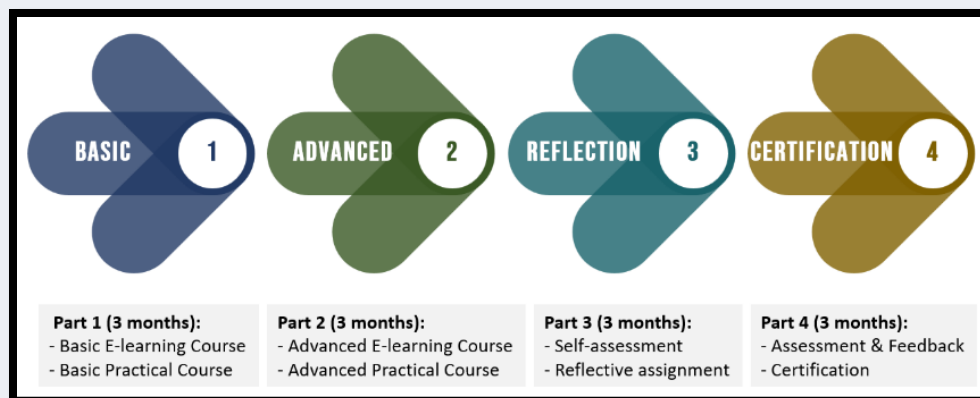 BASIC 1
ADVANCED 2
REFLECTION 3
CERTIFICATION 4
Part 1 (3 months):
- Basic E-learning Course
- Basic Practical Course
Part 2 (3 months):
- Advanced E-learning Course
- Advanced Practical Course
Part 3 (3 months):
- Self-assessment
- Reflective assignment
Part 4 (3 months):
- Assessment & Feedback
- Certification